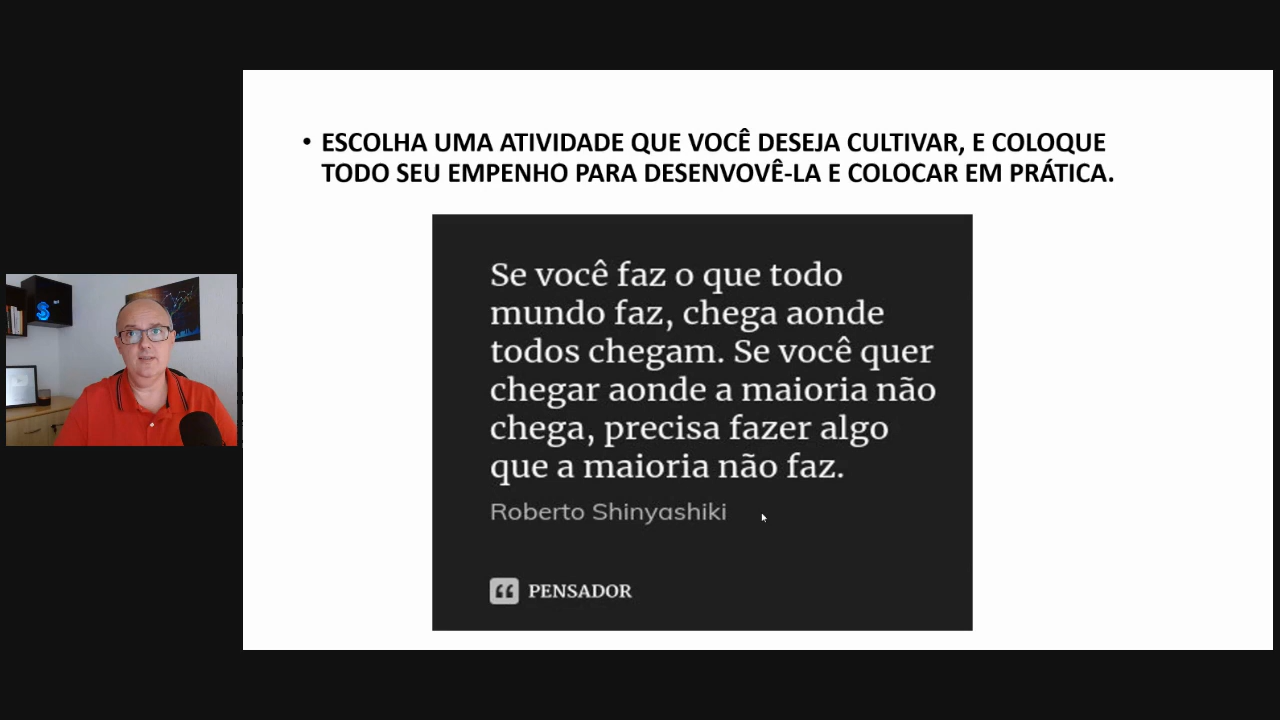 • ESCOLHA UMA ATIVIDADE QUE VOCÊ DESEJA CULTIVAR, E COLOQUE
TODO SEU EMPENHO PARA DESENVOVÊ-LA E COLOCAR EM PRÁTICA.
Se você faz o que todo
mundo faz, chega aonde
todos chegam. Se você quer
chegar aonde a maioria não
chega, precisa fazer algo
que a maioria não faz.
Roberto Shinyashiki
PENSADOR